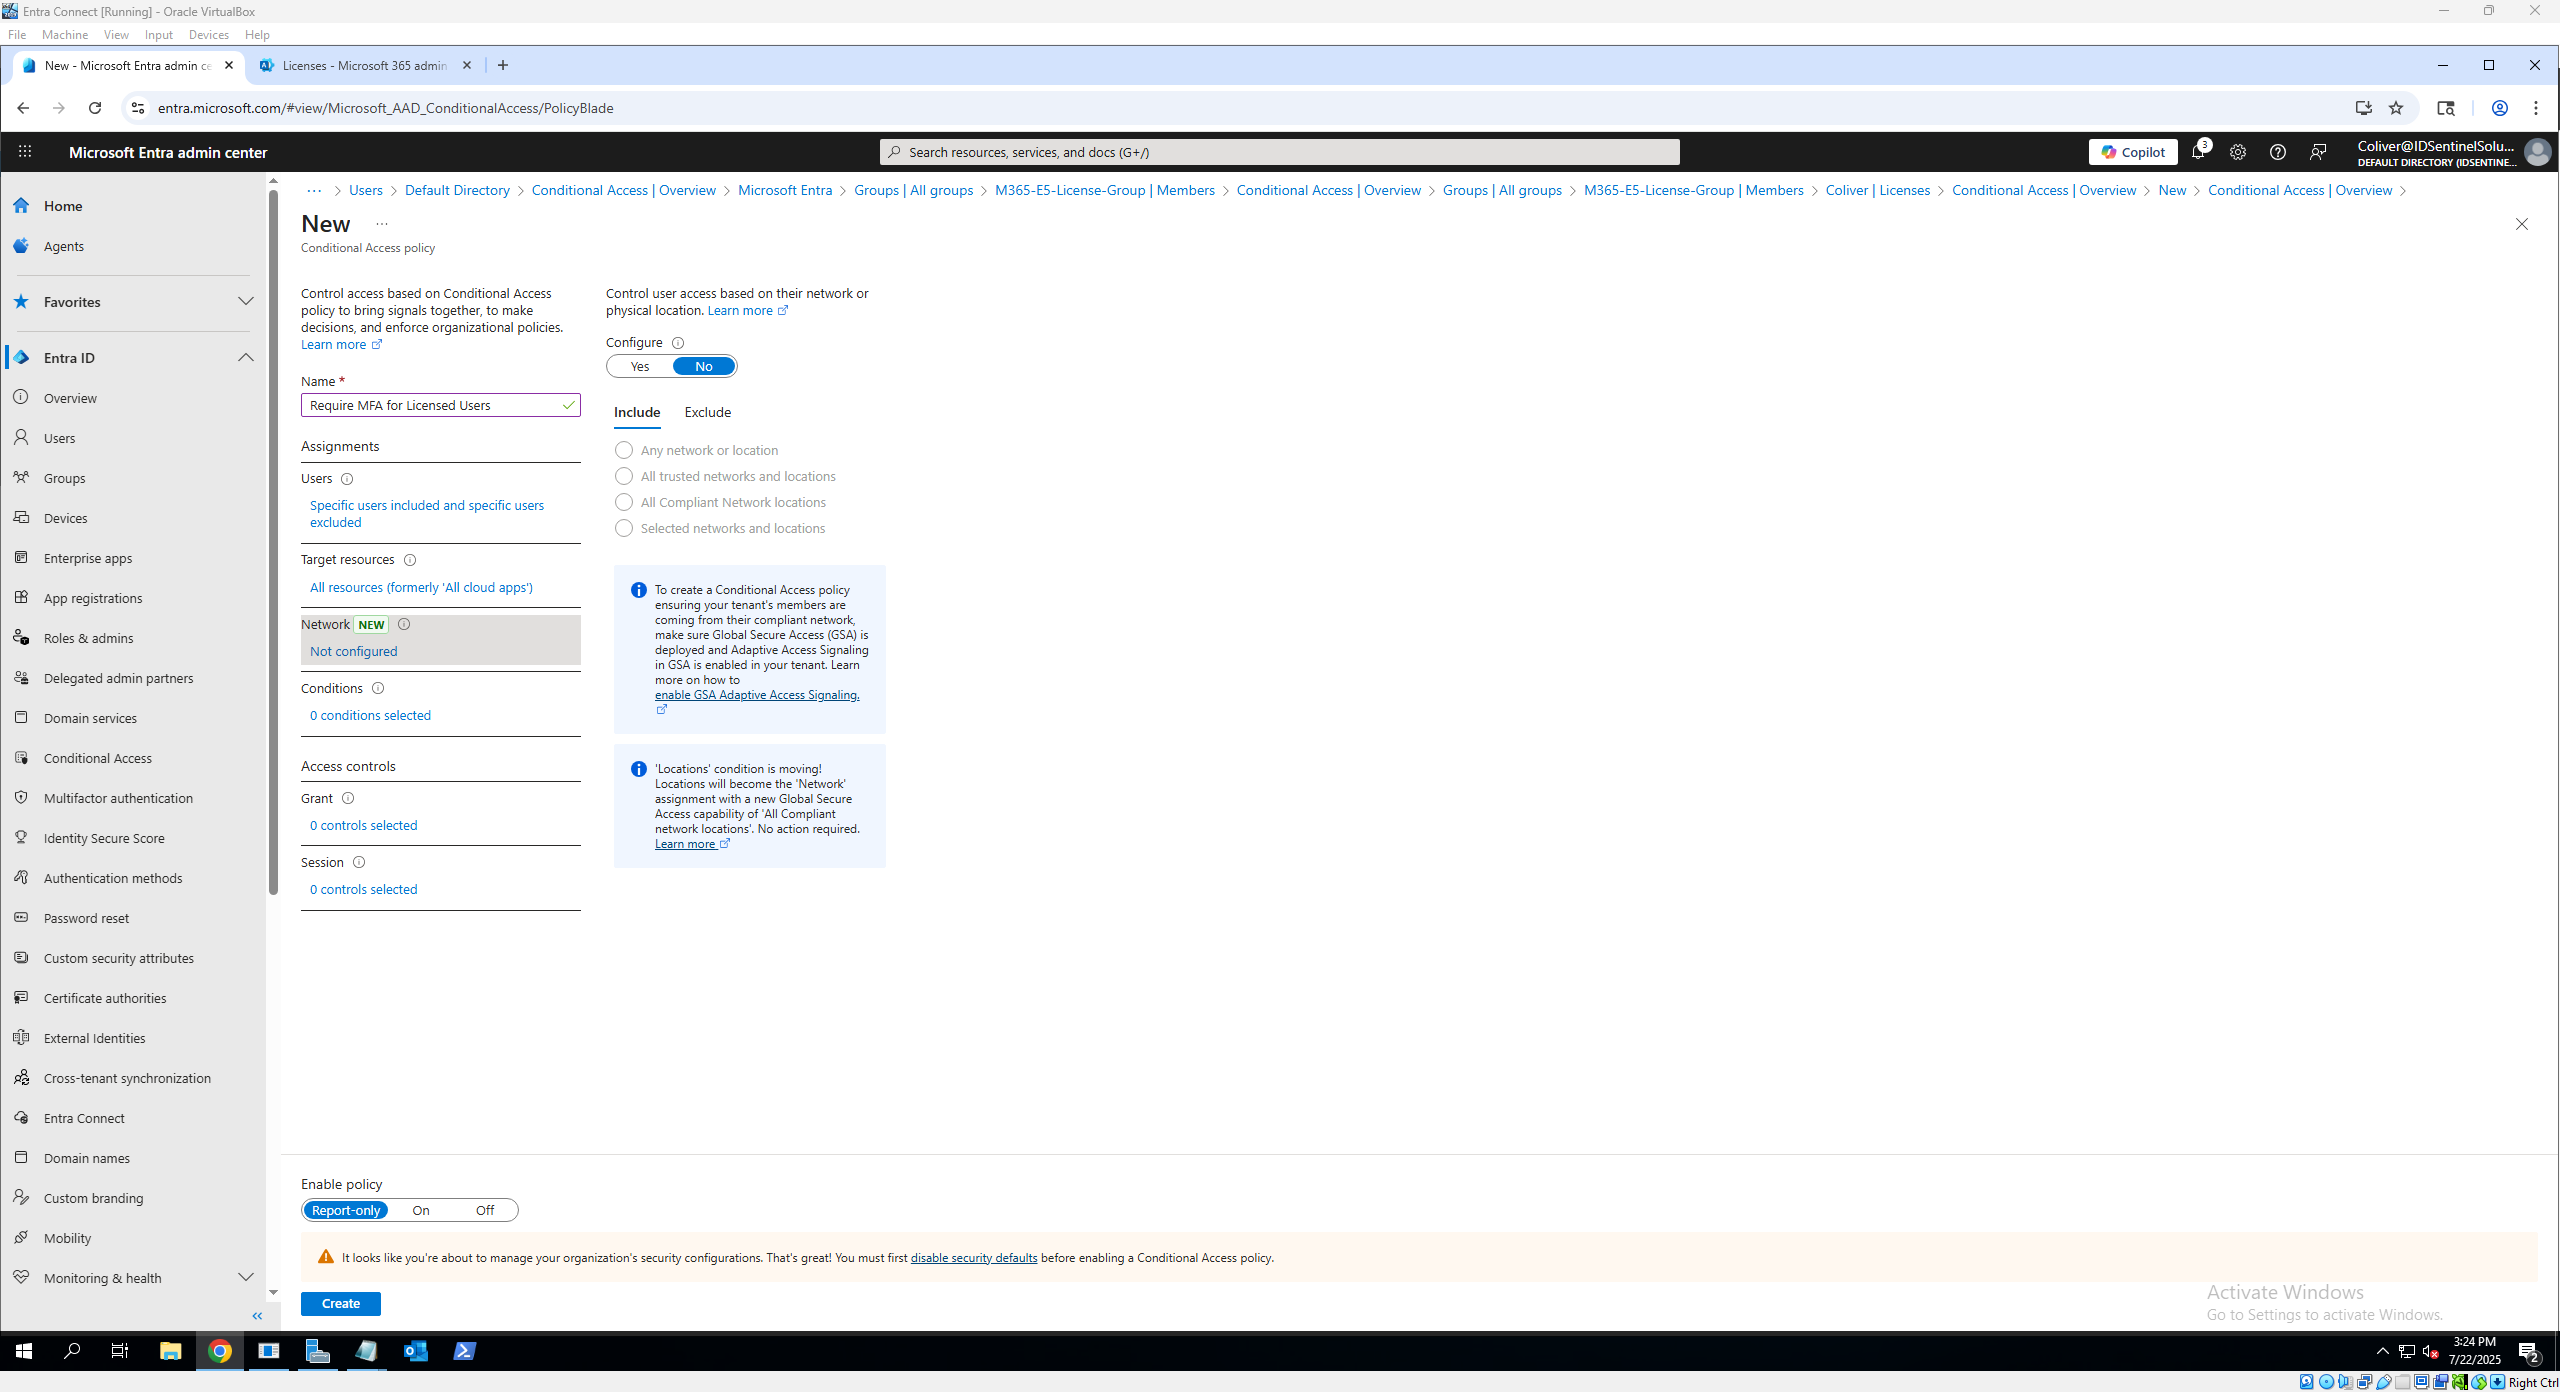 Entra Connect [Running] - Oracle VirtualBox
File Machine View Input Devices Help
New - Microsoft Entra admin ce
Licenses - Microsoft 365 admin
entra.microsoft.com/#view/Microsoft_AAD_ConditionalAccess/PolicyBlade
Microsoft Entra admin center
Search resources, services, and docs (G+/)
Copilot
3
Coliver@IDSentinelSolu...
DEFAULT DIRECTORY (IDSENTINE...
··· > Users > Default Directory > Conditional Access | Overview > Microsoft Entra > Groups | All groups > M365-E5-License-Group | Members > Conditional Access | Overview > Groups | All groups > M365-E5-License-Group | Members > Coliver | Licenses > Conditional Access | Overview > New > Conditional Access | Overview >
Home
Agents
Favorites
Entra ID
Overview
Users
Groups
Devices
Enterprise apps
App registrations
Roles & admins
Delegated admin partners
Domain services
Conditional Access
Multifactor authentication
Identity Secure Score
Authentication methods
Password reset
Custom security attributes
Certificate authorities
External Identities
Cross-tenant synchronization
Entra Connect
Domain names
Custom branding
Mobility
Monitoring & health
New ···
Conditional Access policy
Control access based on Conditional Access
policy to bring signals together, to make
decisions, and enforce organizational policies.
Learn more
Name *
Require MFA for Licensed Users
Assignments
Users
Specific users included and specific users
excluded
Target resources
All resources (formerly 'All cloud apps')
Network NEW
Not configured
Conditions
0 conditions selected
Access controls
Grant
0 controls selected
Session
0 controls selected
Control user access based on their network or
physical location. Learn more
Configure
Yes No
Include Exclude
Any network or location
All trusted networks and locations
All Compliant Network locations
Selected networks and locations
To create a Conditional Access policy
ensuring your tenant's members are
coming from their compliant network,
make sure Global Secure Access (GSA) is
deployed and Adaptive Access Signaling
in GSA is enabled in your tenant. Learn
more on how to
enable GSA Adaptive Access Signaling.
'Locations' condition is moving!
Locations will become the 'Network'
assignment with a new Global Secure
Access capability of 'All Compliant
network locations'. No action required.
Learn more
Enable policy
Report-only On Off
It looks like you're about to manage your organization's security configurations. That's great! You must first disable security defaults before enabling a Conditional Access policy.
Create
Activate Windows
Go to Settings to activate Windows.
3:24 PM
7/22/2025
2
Right Ctrl